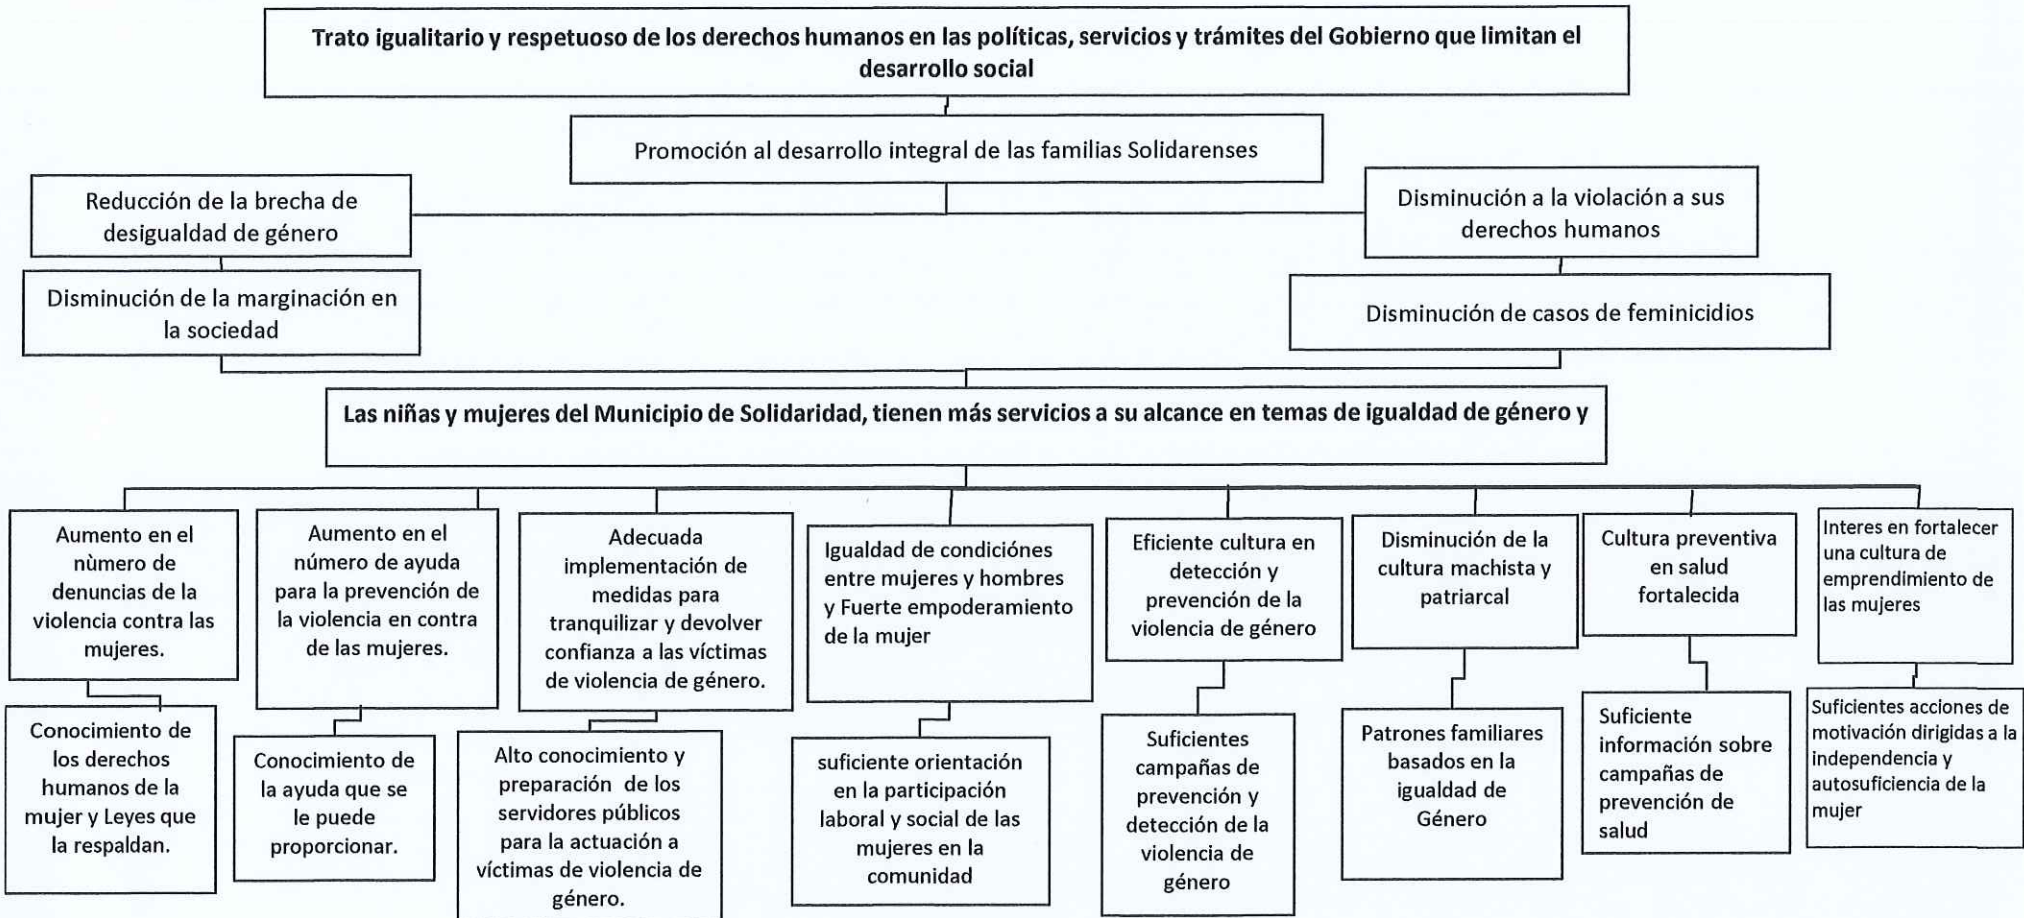 Trato igualitario y respetuoso de los derechos humanos en las políticas, servicios y trámites del Gobierno que limitan el
desarrollo social
Promoción al desarrollo integral de las familias Solidarenses
Reducción de la brecha de
desigualdad de género
Disminución a la violación a sus
derechos humanos
Disminución de la marginación en
la sociedad
Disminución de casos de feminicidios
Las niñas y mujeres del Municipio de Solidaridad, tienen más servicios a su alcance en temas de igualdad de género y
Aumento en el
nùmero de
denuncias de la
violencia contra las
mujeres.
Aumento en el
número de ayuda
para la prevención de
la violencia en contra
de las mujeres.
Adecuada
implementación de
medidas para
tranquilizar y devolver
confianza a las víctimas
de violencia de género.
Igualdad de condiciónes
entre mujeres y hombres
y Fuerte empoderamiento
de la mujer
Eficiente cultura en
detección y
prevención de la
violencia de género
Disminución de la
cultura machista y
patriarcal
Cultura preventiva
en salud
fortalecida
Interes en fortalecer
una cultura de
emprendimiento de
las mujeres
Conocimiento de
los derechos
humanos de la
mujer y Leyes que
la respaldan.
Conocimiento de
la ayuda que se
le puede
proporcionar.
Alto conocimiento y
preparación de los
servidores públicos
para la actuación a
víctimas de violencia de
género.
suficiente orientación
en la participación
laboral y social de las
mujeres en la
comunidad
Suficientes
campañas de
prevención y
detección de la
violencia de
género
Patrones familiares
basados en la
igualdad de
Género
Suficiente
información sobre
campañas de
prevención de
salud
Suficientes acciones de
motivación dirigidas a la
independencia y
autosuficiencia de la
mujer